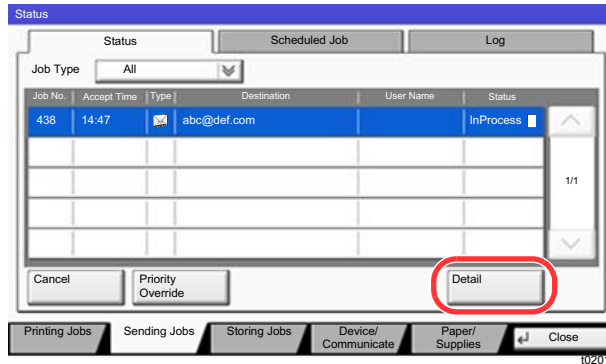 Status
Status Scheduled Job Log
Job Type All
Job No. Accept Time Type Destination User Name Status
438 14:47 abc@def.com InProcess
1/1
Cancel Priority Override Detail
Printing Jobs Sending Jobs Storing Jobs Device/ Communicate Paper/ Supplies Close
t0201